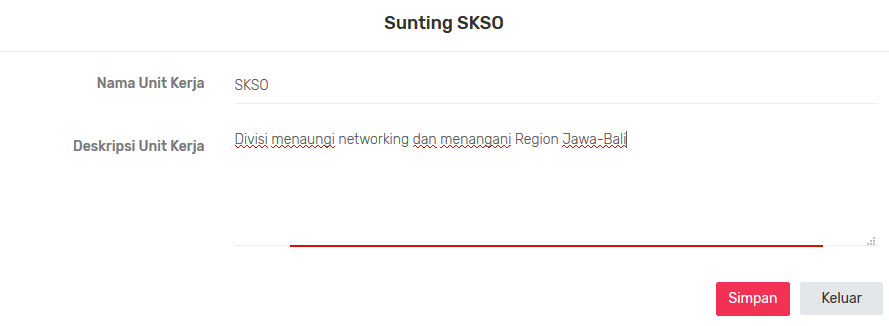 Sunting SKSO
Nama Unit Kerja
SKSO
Deskripsi Unit Kerja
Divisi menaungi networking dan menangani Region Jawa-Bali
Simpan
Keluar